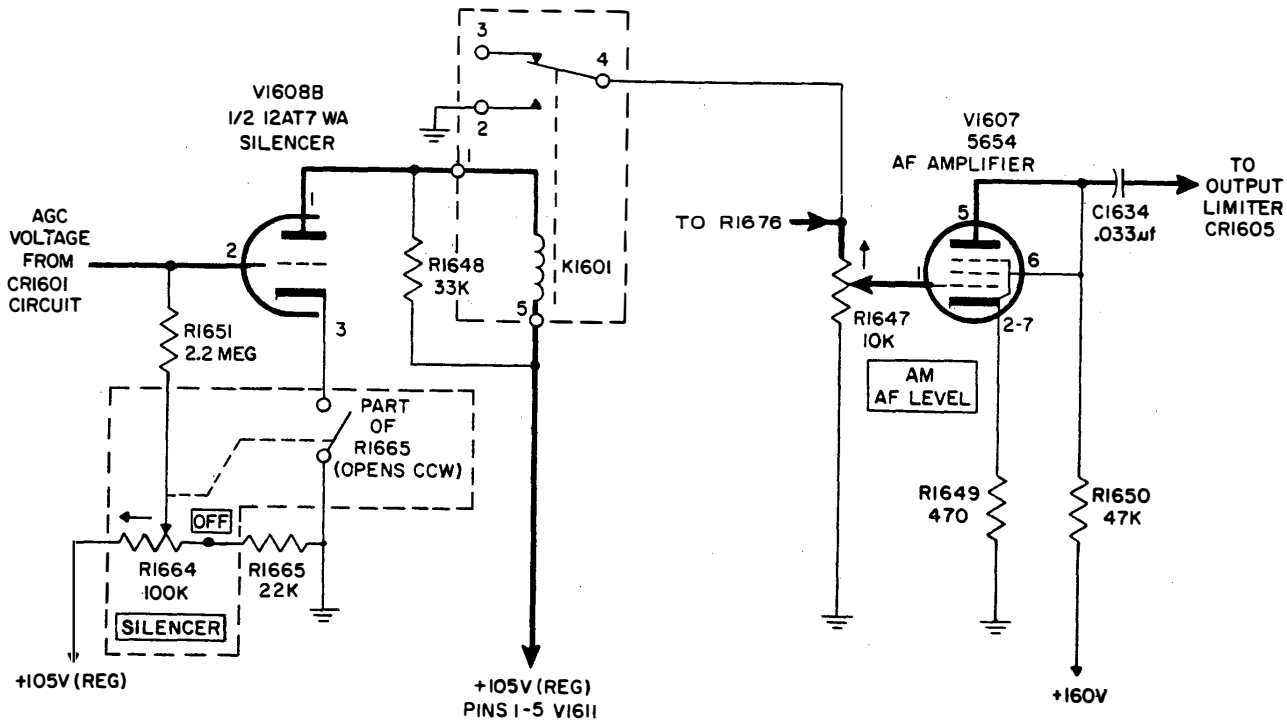 3
4
2
V1608B
1/2 12AT7 WA
SILENCER
1
1
V1607
5654
AF AMPLIFIER
TO
OUTPUT
LIMITER
CR1605
AGC
VOLTAGE
FROM
CR1601
CIRCUIT
2
3
R1648
33K
K1601
5
TO R1676
R1647
10K
AM
AF LEVEL
5
1
6
2-7
C1634
.033μf
R1651
2.2 MEG
PART
OF
R1665
(OPENS CCW)
OFF
R1664
100K
R1665
22K
SILENCER
R1649
470
R1650
47K
+105V (REG)
+105V (REG)
PINS 1-5 V1611
+160V